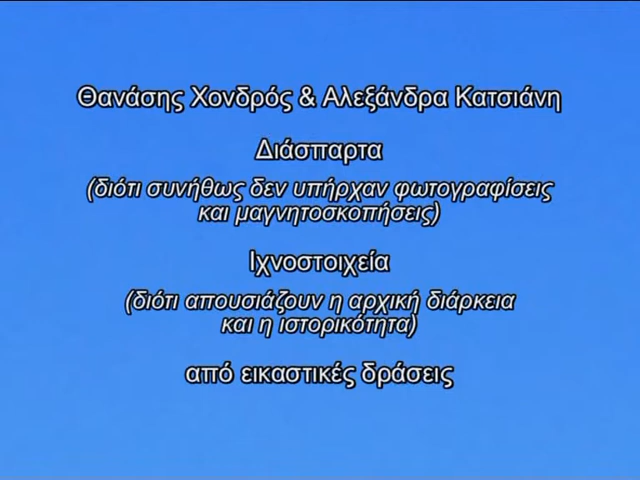 Θανάσης Χονδρός & Αλεξάνδρα Κατσιάνη
Διάσπαρτα
(διότι συνήθως δεν υπήρχαν φωτογραφίσεις
και μαγνητοσκοπήσεις)
Ιχνοστοιχεία
(διότι απουσιάζουν η αρχική διάρκεια
και η ιστορικότητα)
από εικαστικές δράσεις